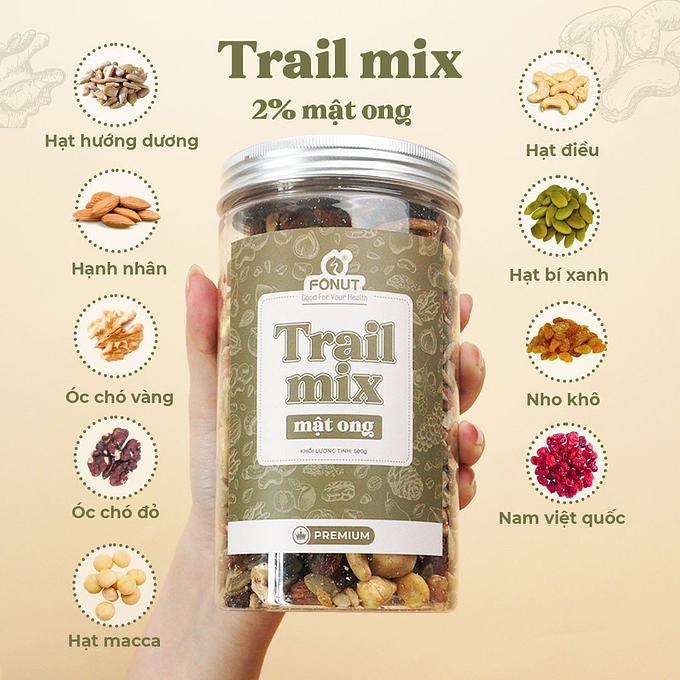 Trail mix
2% mật ong
Hạt hướng dương
Hạnh nhân
Óc chó vàng
Óc chó đỏ
Hạt macca
Hạt điều
Hạt bí xanh
Nho khô
Nam việt quốc
FONUT
®
Good For Your Health
Trail
mix
mật ong
KHỐI LƯỢNG TỊNH: 500g
PREMIUM